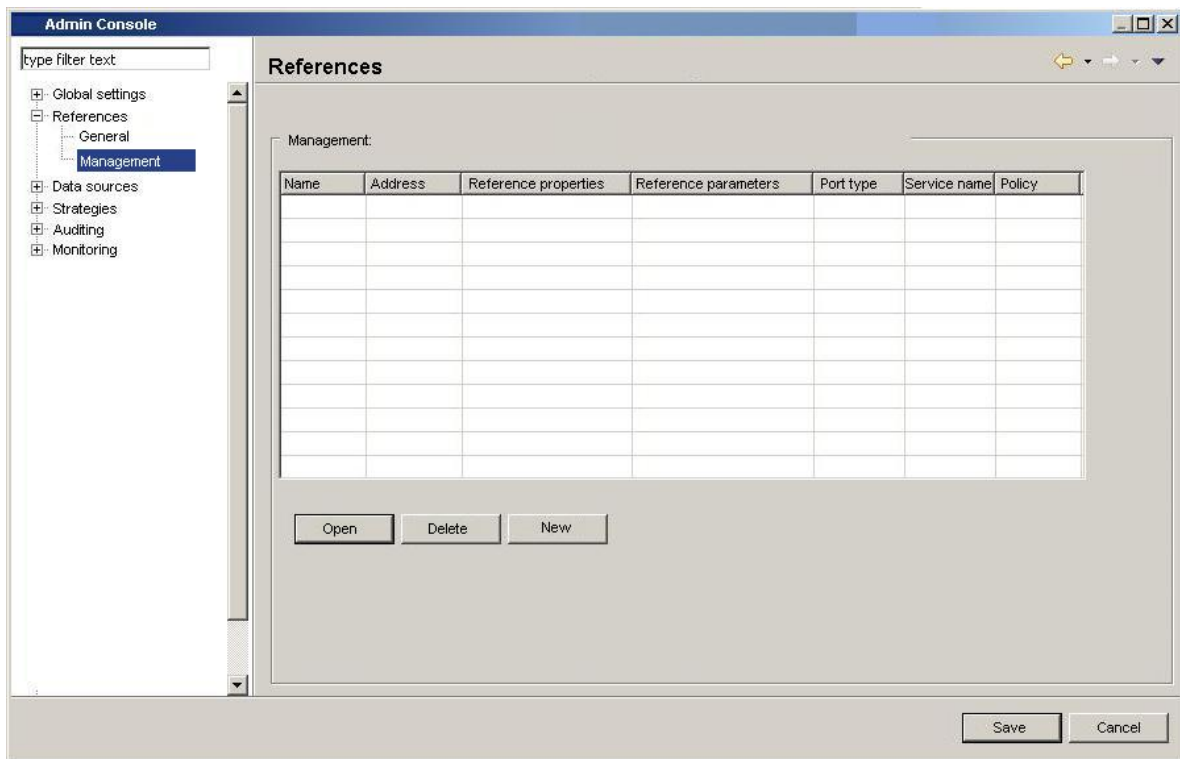 Admin Console
type filter text
References
Global settings
References
General
Management
Data sources
Strategies
Auditing
Monitoring
Management:
Name Address Reference properties Reference parameters Port type Service name Policy
Open Delete New
Save Cancel